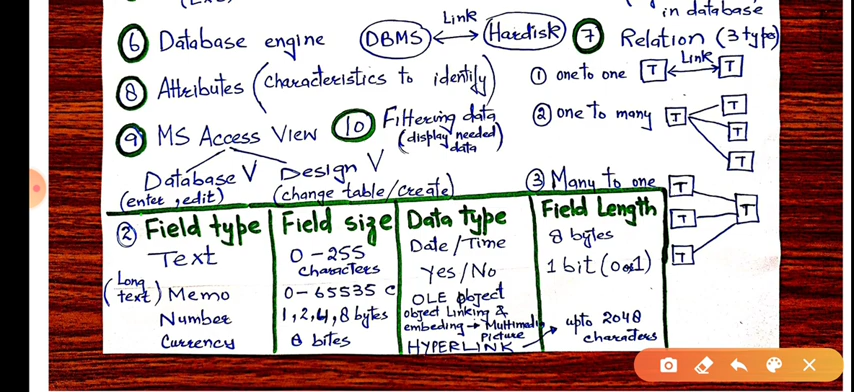 in database
⑥ Database engine DBMS Link Hardisk
⑦ Relation (3 types)
⑧ Attributes (characteristics to identify)
① one to one T Link T
② one to many T T T T
⑨ MS Access View
Database V Design V
(enter, edit) (change table/create)
⑩ Filtering data
(display needed
data)
③ Many to one T T T T
② Field type Field size Data type Field Length
Text 0-255 Date/Time 8 bytes
characters
Yes/No 1 bit (0 or 1)
(Long
text) Memo 0-65535 C OLE object
Number 1,2,4,8 bytes object Linking &
embeding → Multimedia
Picture
Currency 8 bites HYPERLINK → upto 2048
characters